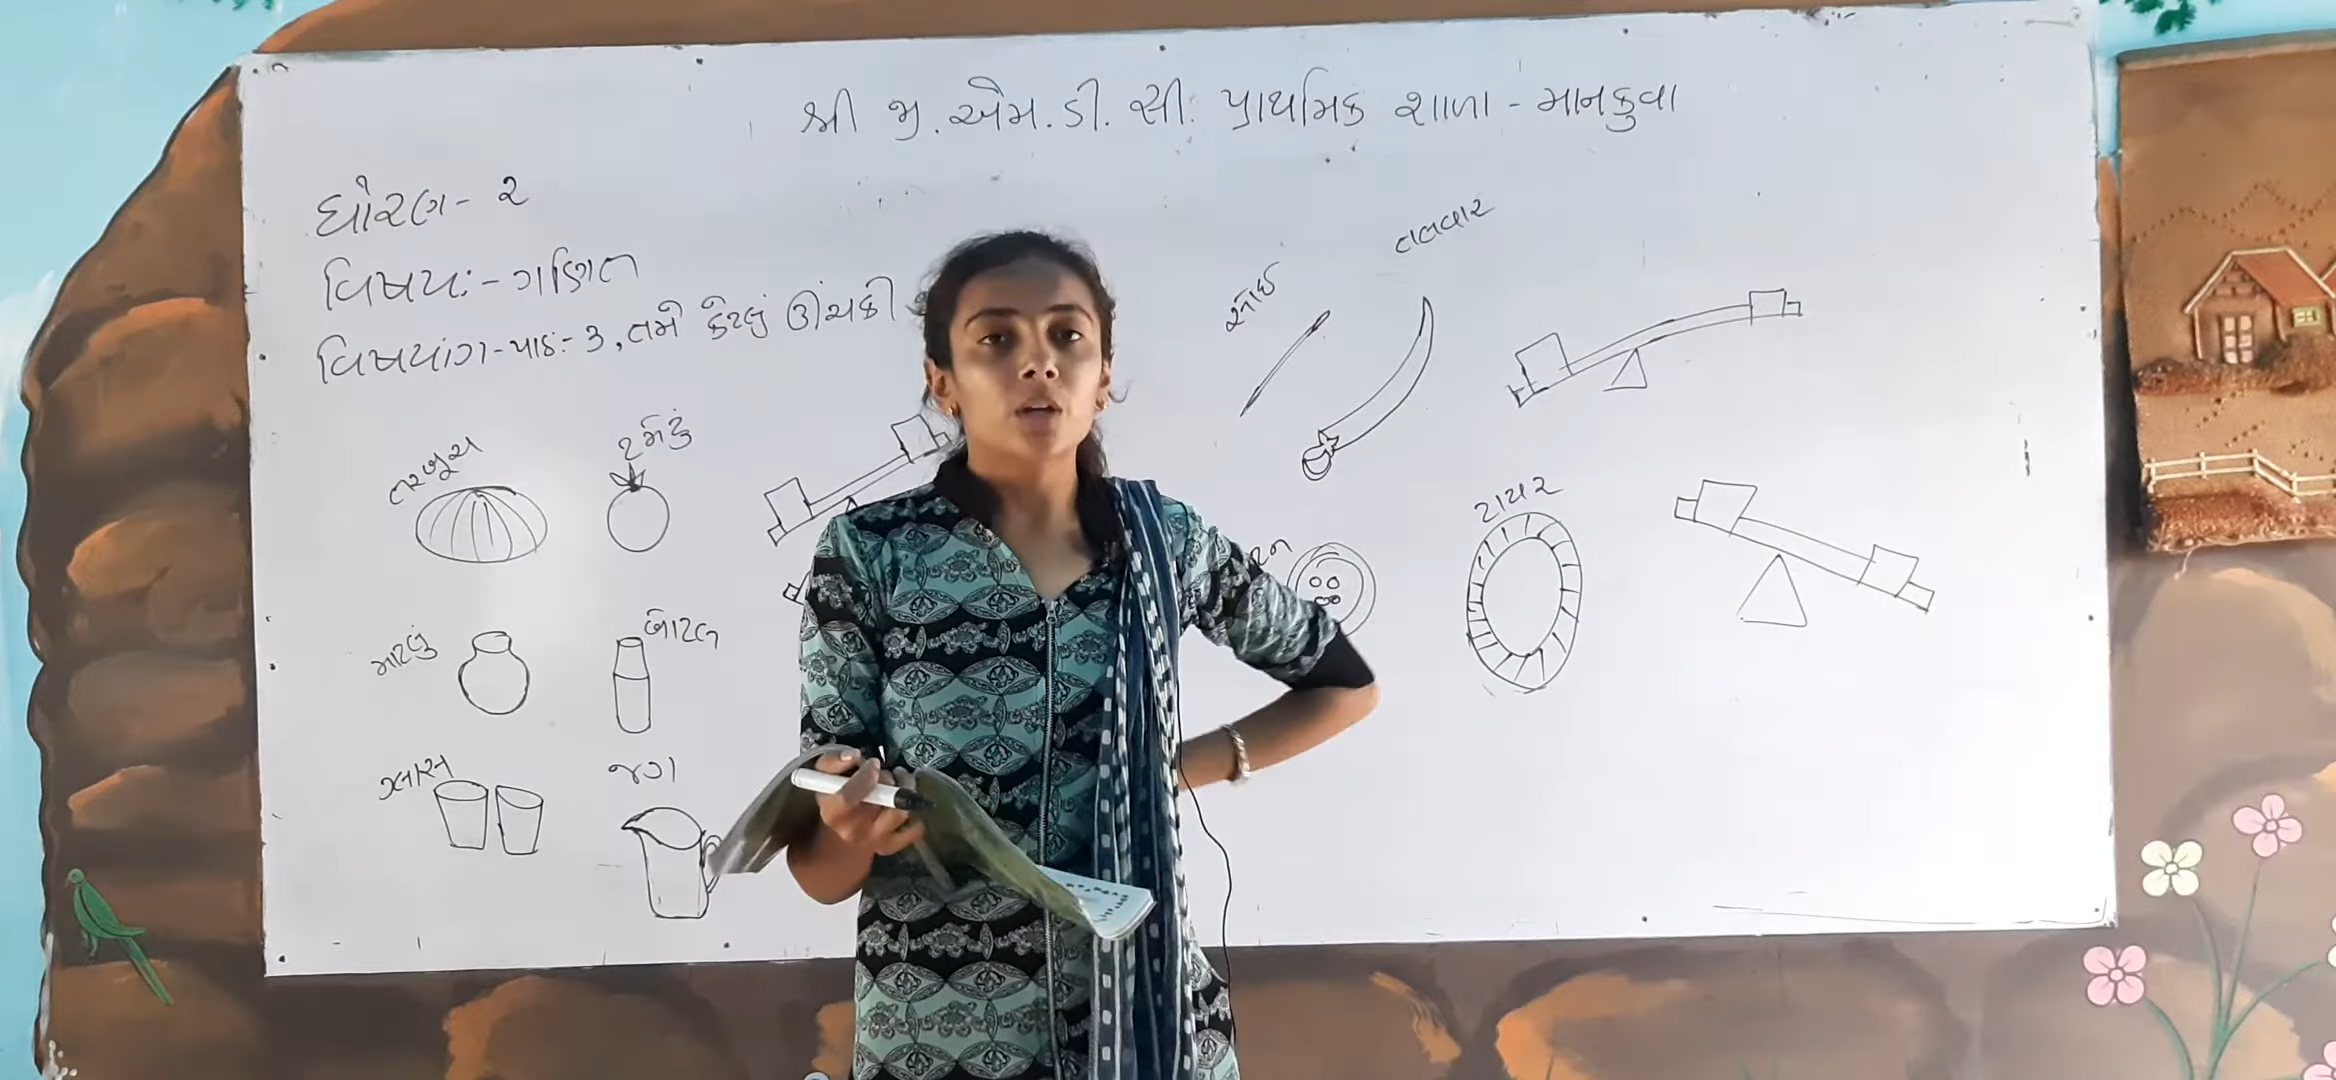 શ્રી જી. એમ. ડી. સી. પ્રાથમિક શાળા - માનકુવા
ધોરણ - ૨
વિષય :- ગણિત
વિષયાંગ - પાઠ :- ૩, તમે કેટલું ઊંચકી
તરબૂચ
ટમેટું
સોઈ
તલવાર
માટલું
બોટલ
ટાયર
ગ્લાસ
જગ